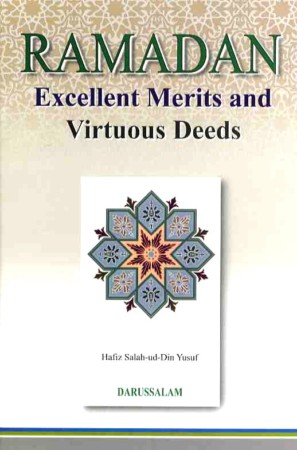 RAMADAN
Excellent Merits and
Virtuous Deeds
Hafiz Salah-ud-Din Yusuf
DARUSSALAM